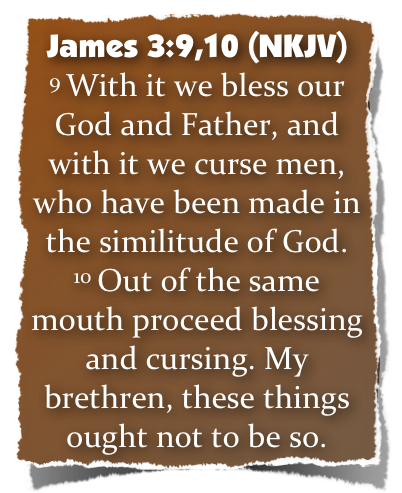 James 3:9,10 (NKJV)
9 With it we bless our
God and Father, and
with it we curse men,
who have been made in
the similitude of God.
10 Out of the same
mouth proceed blessing
and cursing. My
brethren, these things
ought not to be so.